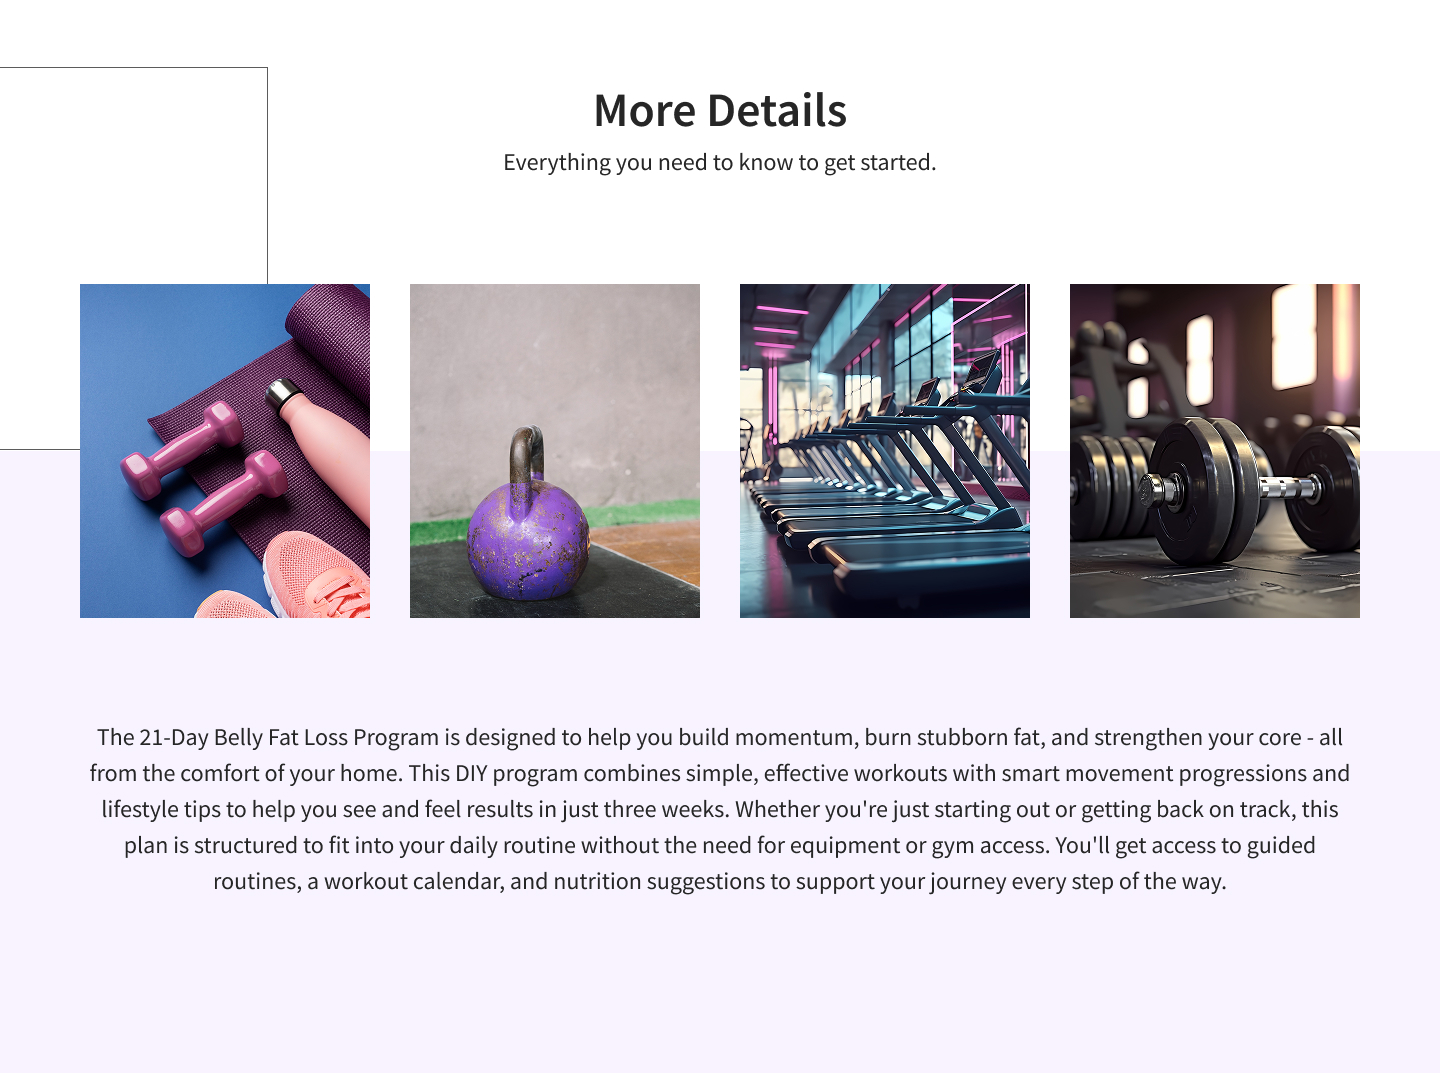 More Details
Everything you need to know to get started.
The 21-Day Belly Fat Loss Program is designed to help you build momentum, burn stubborn fat, and strengthen your core - all
from the comfort of your home. This DIY program combines simple, effective workouts with smart movement progressions and
lifestyle tips to help you see and feel results in just three weeks. Whether you're just starting out or getting back on track, this
plan is structured to fit into your daily routine without the need for equipment or gym access. You'll get access to guided
routines, a workout calendar, and nutrition suggestions to support your journey every step of the way.